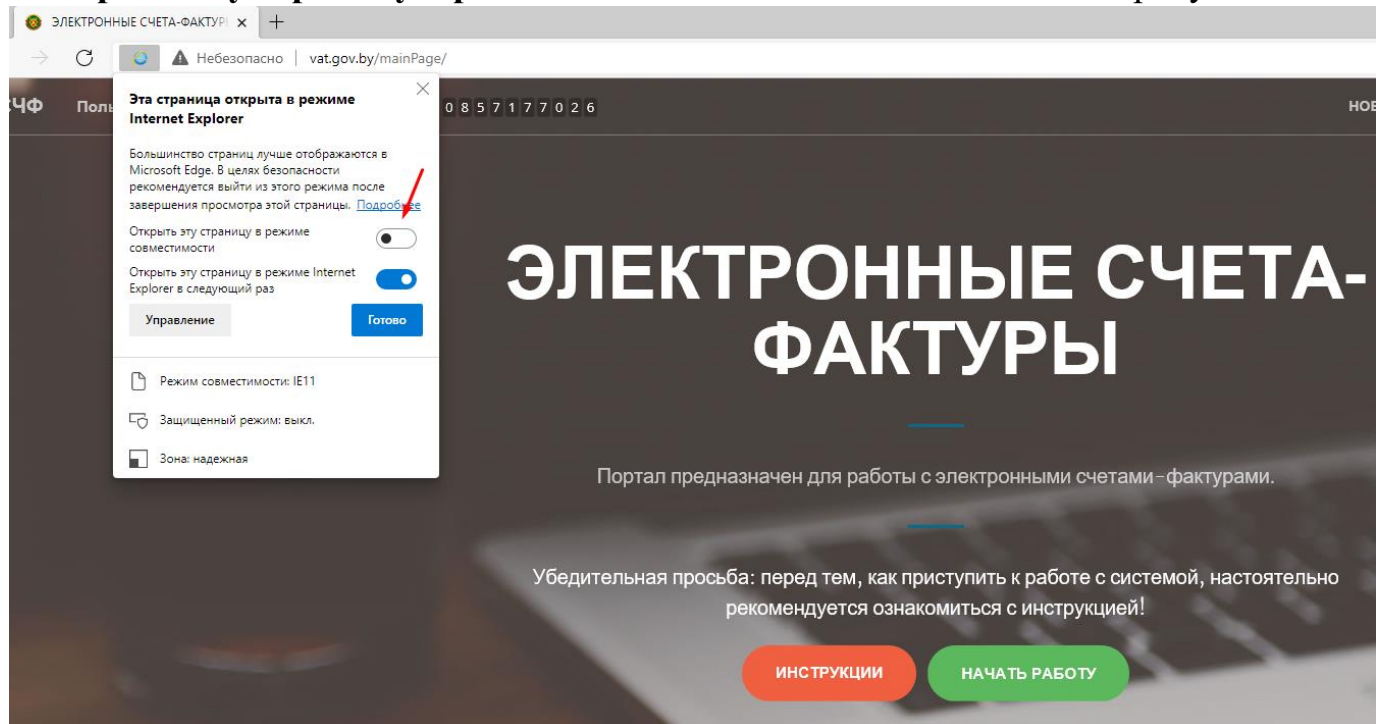 ЭЛЕКТРОННЫЕ СЧЕТА-ФАКТУР
Небезопасно | vat.gov.by/mainPage/
ЧФ
0857177026
Эта страница открыта в режиме
Internet Explorer
Большинство страниц лучше отображаются в
Microsoft Edge. В целях безопасности
рекомендуется выйти из этого режима после
завершения просмотра этой страницы. Подробнее
Открыть эту страницу в режиме
совместимости
Открыть эту страницу в режиме Internet
Explorer в следующий раз
Управление
Готово
Режим совместимости: IE11
Защищенный режим: выкл.
Зона: надежная
ЭЛЕКТРОННЫЕ СЧЕТА-
ФАКТУРЫ
Портал предназначен для работы с электронными счетами-фактурами.
Убедительная просьба: перед тем, как приступить к работе с системой, настоятельно
рекомендуется ознакомиться с инструкцией!
ИНСТРУКЦИИ
НАЧАТЬ РАБОТУ